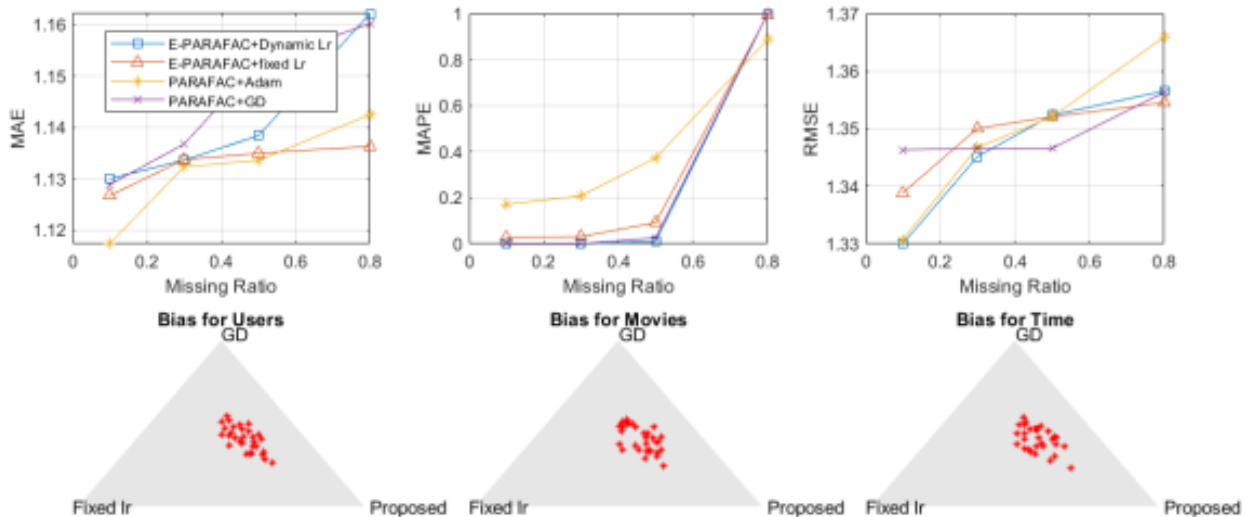 1.16
1.15
1.14
1.13
1.12
MAE
E-PARAFAC+Dynamic Lr
E-PARAFAC+fixed Lr
PARAFAC+Adam
PARAFAC+GD
0 0.2 0.4 0.6 0.8
Missing Ratio
1
0.8
0.6
0.4
0.2
0
MAPE
0 0.2 0.4 0.6 0.8
Missing Ratio
1.37
1.36
1.35
1.34
1.33
RMSE
0 0.2 0.4 0.6 0.8
Missing Ratio
Bias for Users
GD
Fixed lr Proposed
Bias for Movies
GD
Fixed lr Proposed
Bias for Time
GD
Fixed lr Proposed